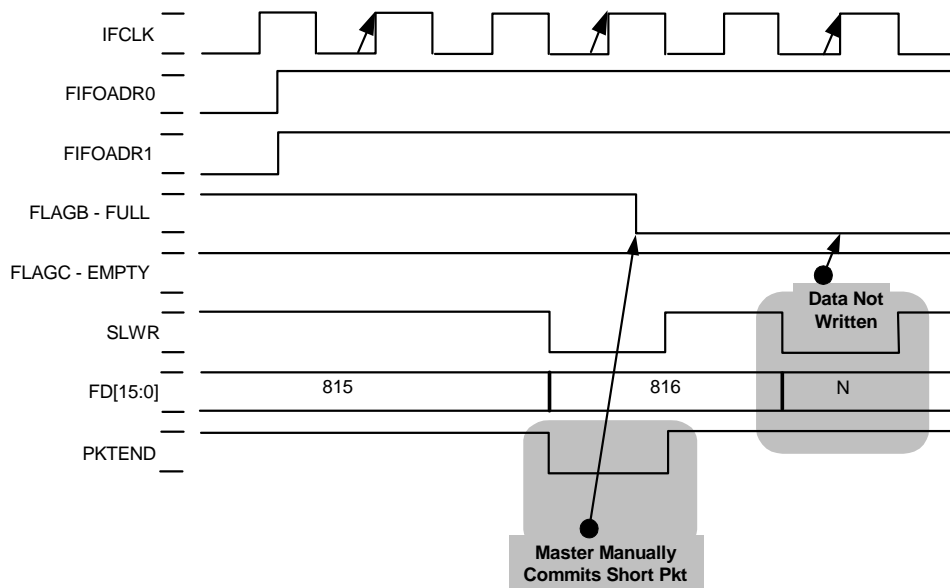 IFCLK
FIFOADR0
FIFOADR1
FLAGB - FULL
FLAGC - EMPTY
Data Not
Written
SLWR
FD[15:0]
815
816
N
PKTEND
Master Manually
Commits Short Pkt